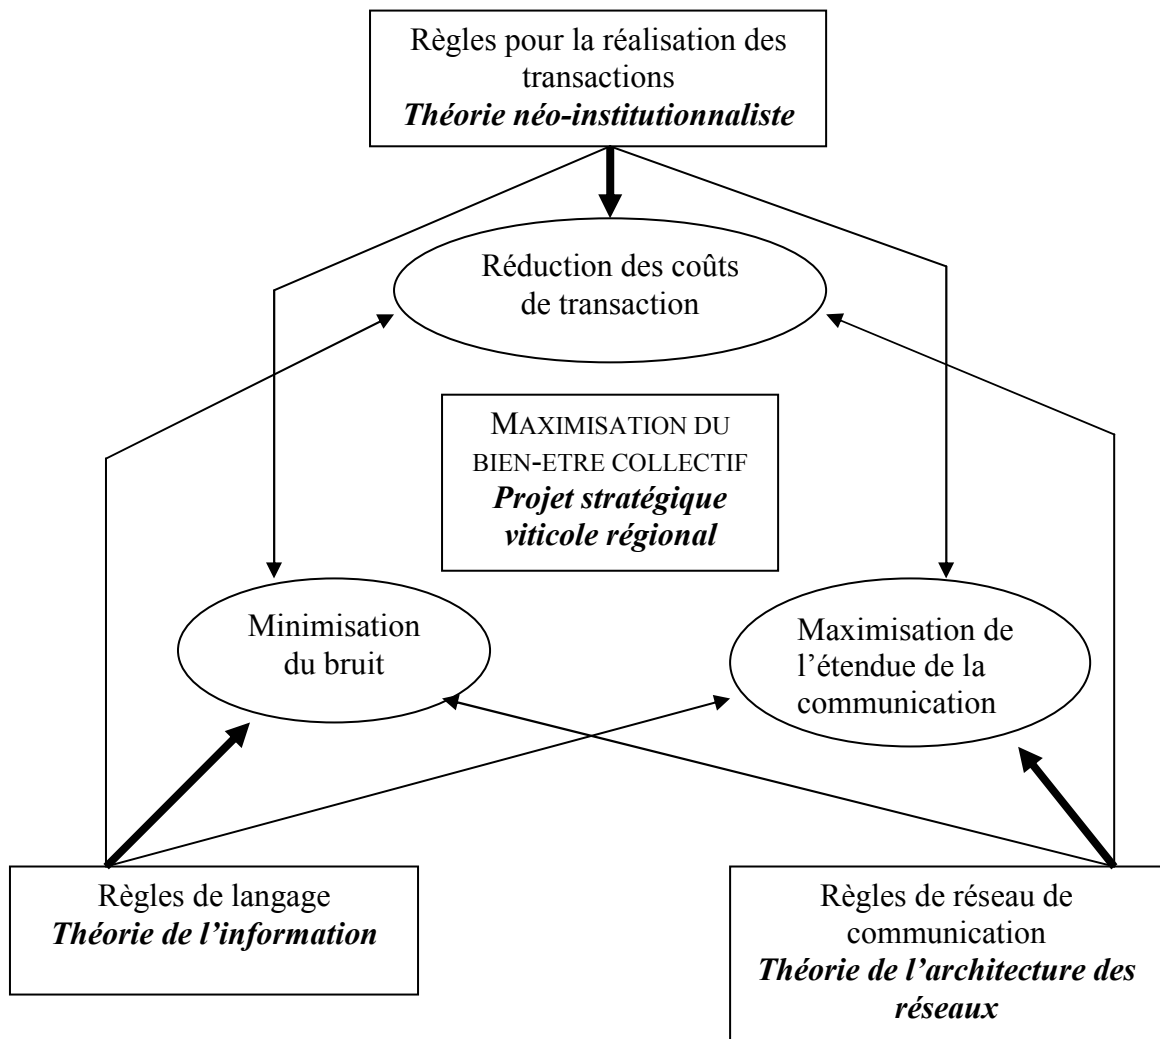 Règles pour la réalisation des
transactions
Théorie néo-institutionnaliste
Réduction des coûts
de transaction
MAXIMISATION DU
BIEN-ETRE COLLECTIF
Projet stratégique
viticole régional
Minimisation
du bruit
Maximisation de
l’étendue de la
communication
Règles de langage
Théorie de l’information
Règles de réseau de
communication
Théorie de l’architecture des
réseaux